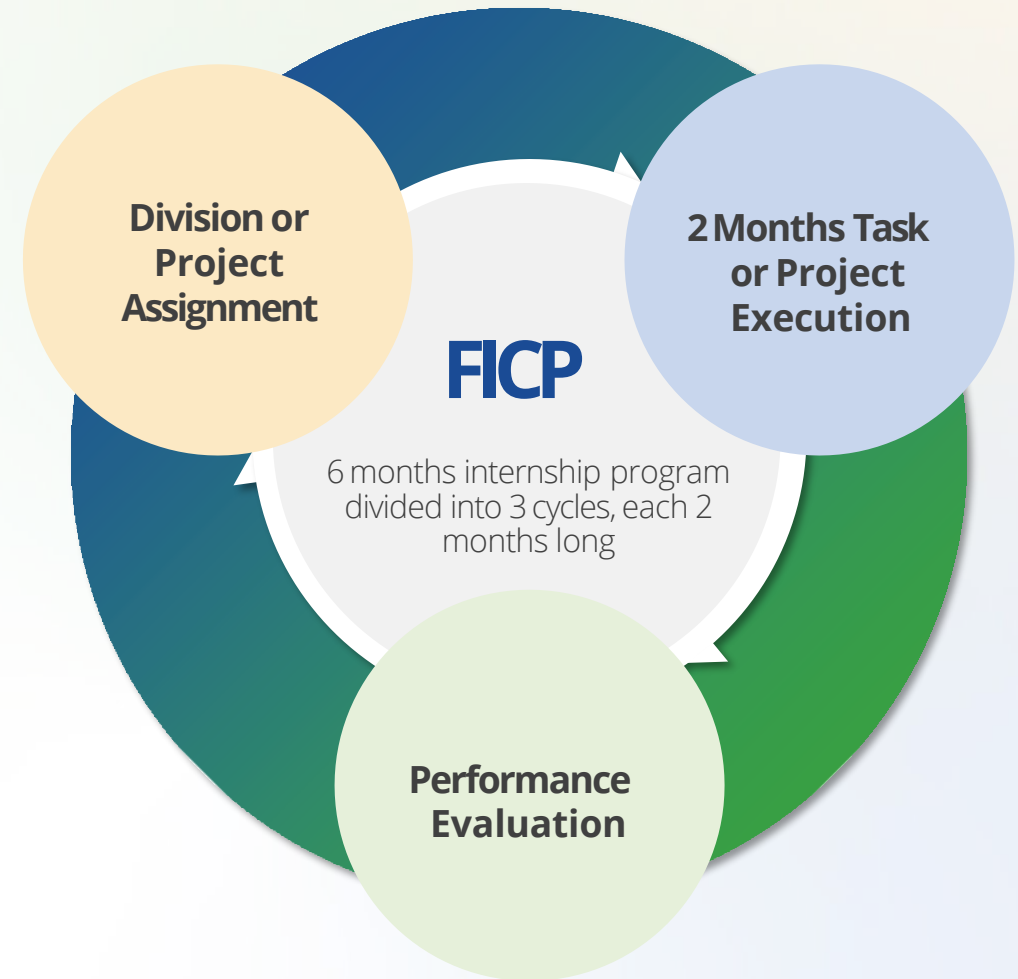 Division or
Project
Assignment
2 Months Task
or Project
Execution
FICP
6 months internship program
divided into 3 cycles, each 2
months long
Performance
Evaluation